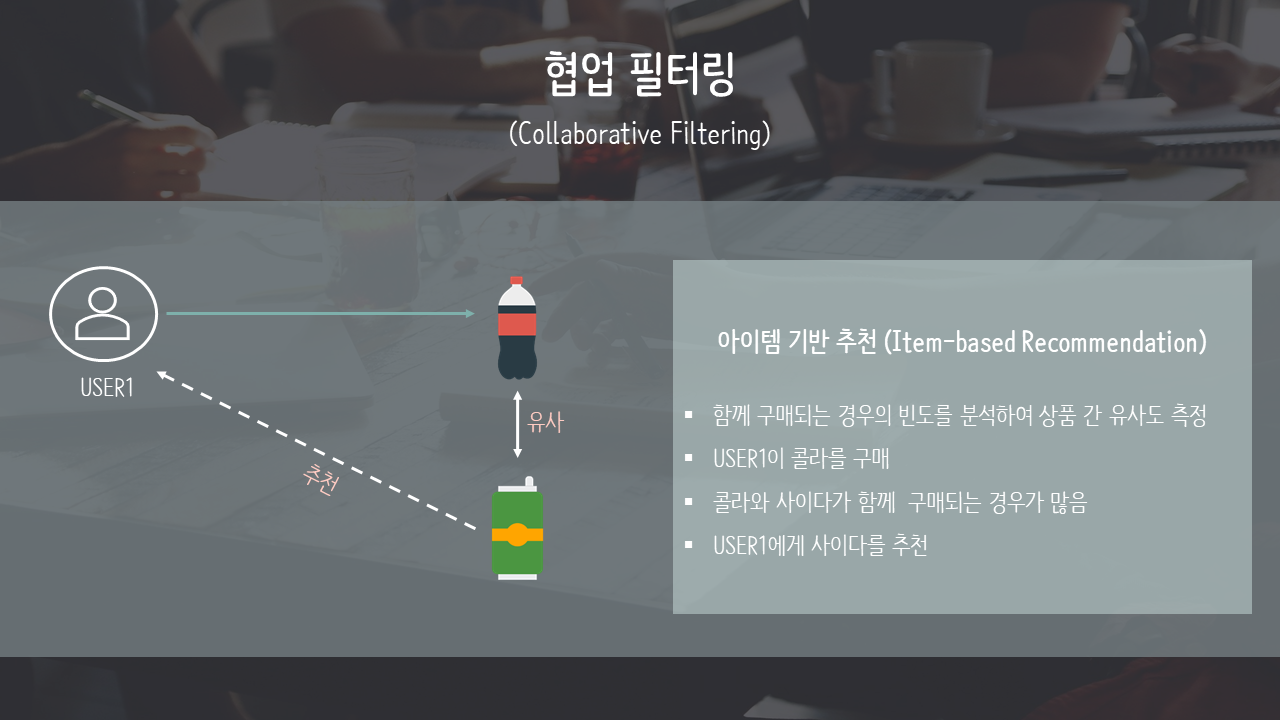 협업 필터링
(Collaborative Filtering)
USER1
유사
추천
아이템 기반 추천 (Item-based Recommendation)
▪ 함께 구매되는 경우의 빈도를 분석하여 상품 간 유사도 측정
▪ USER1이 콜라를 구매
▪ 콜라와 사이다가 함께 구매되는 경우가 많음
▪ USER1에게 사이다를 추천